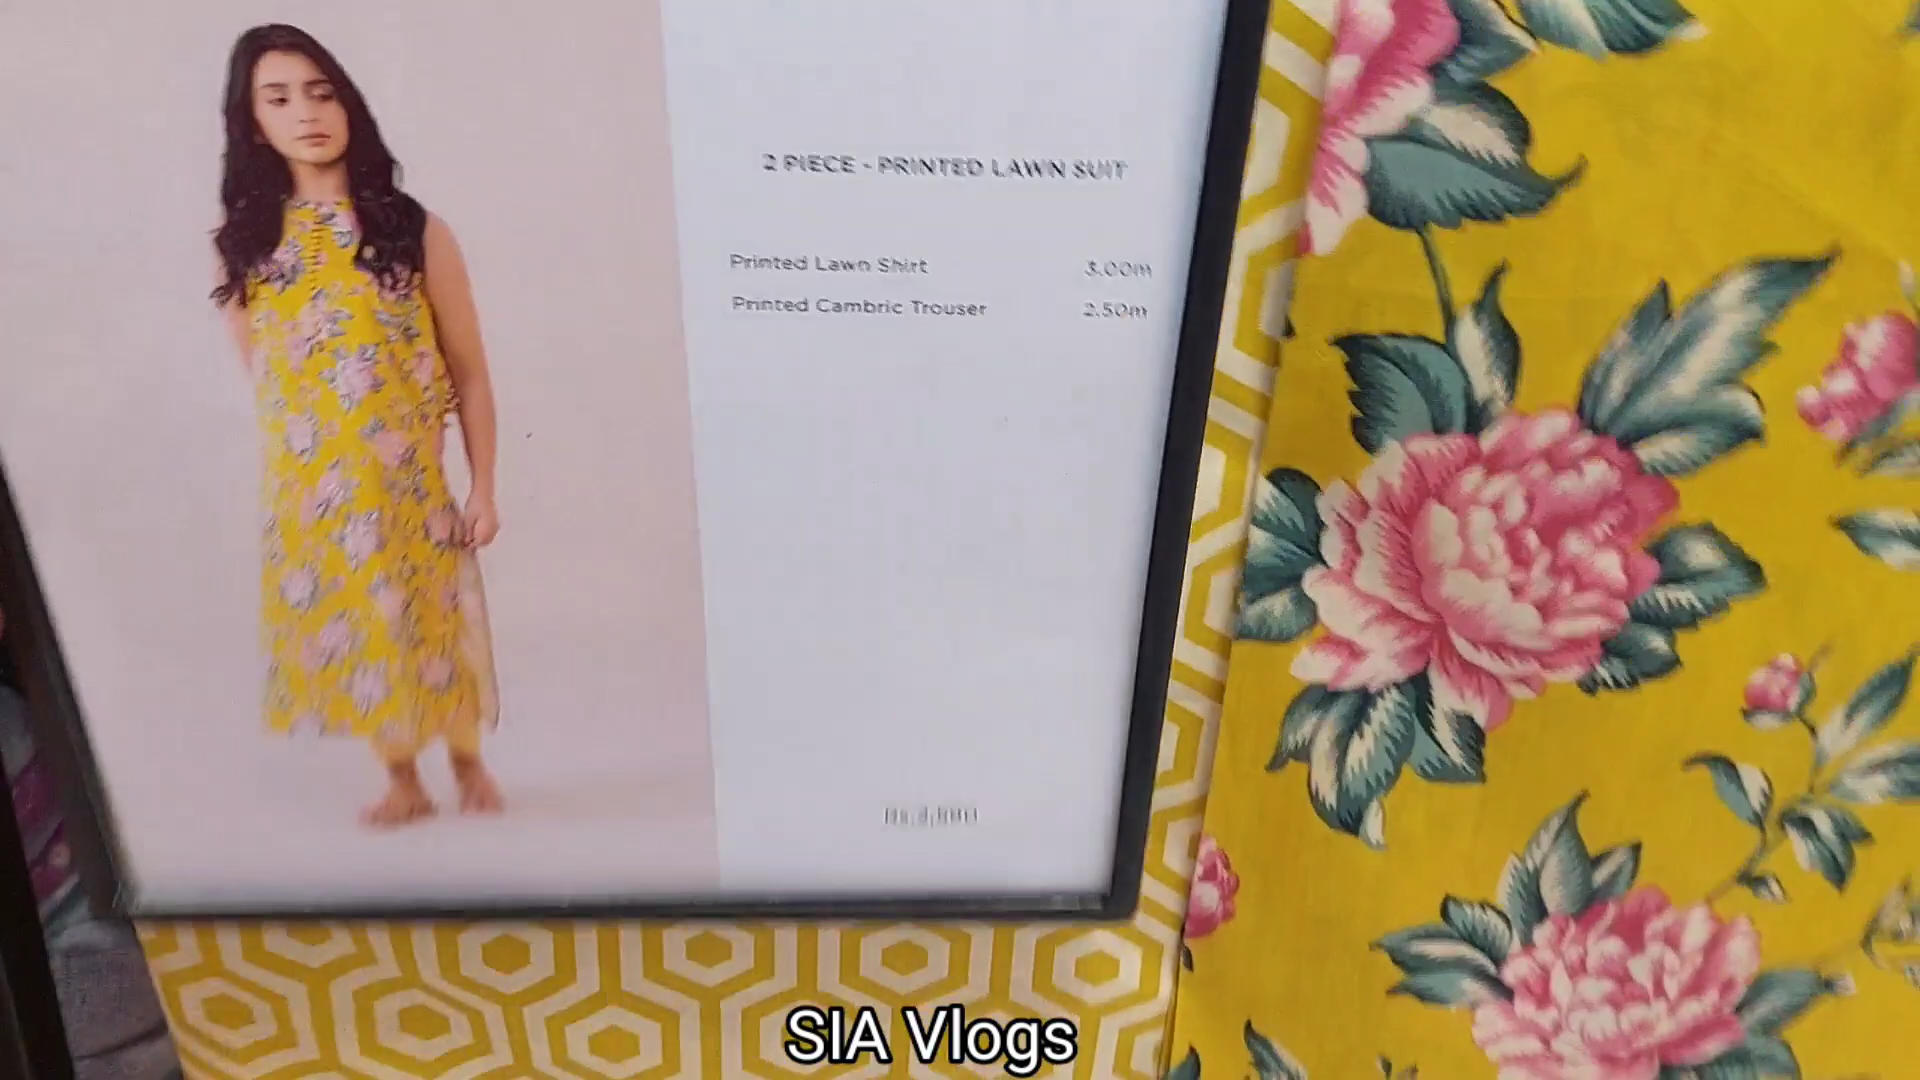 2 PIECE - PRINTED LAWN SUIT
Printed Lawn Shirt 3.00m
Printed Cambric Trouser 2.50m
SIA Vlogs